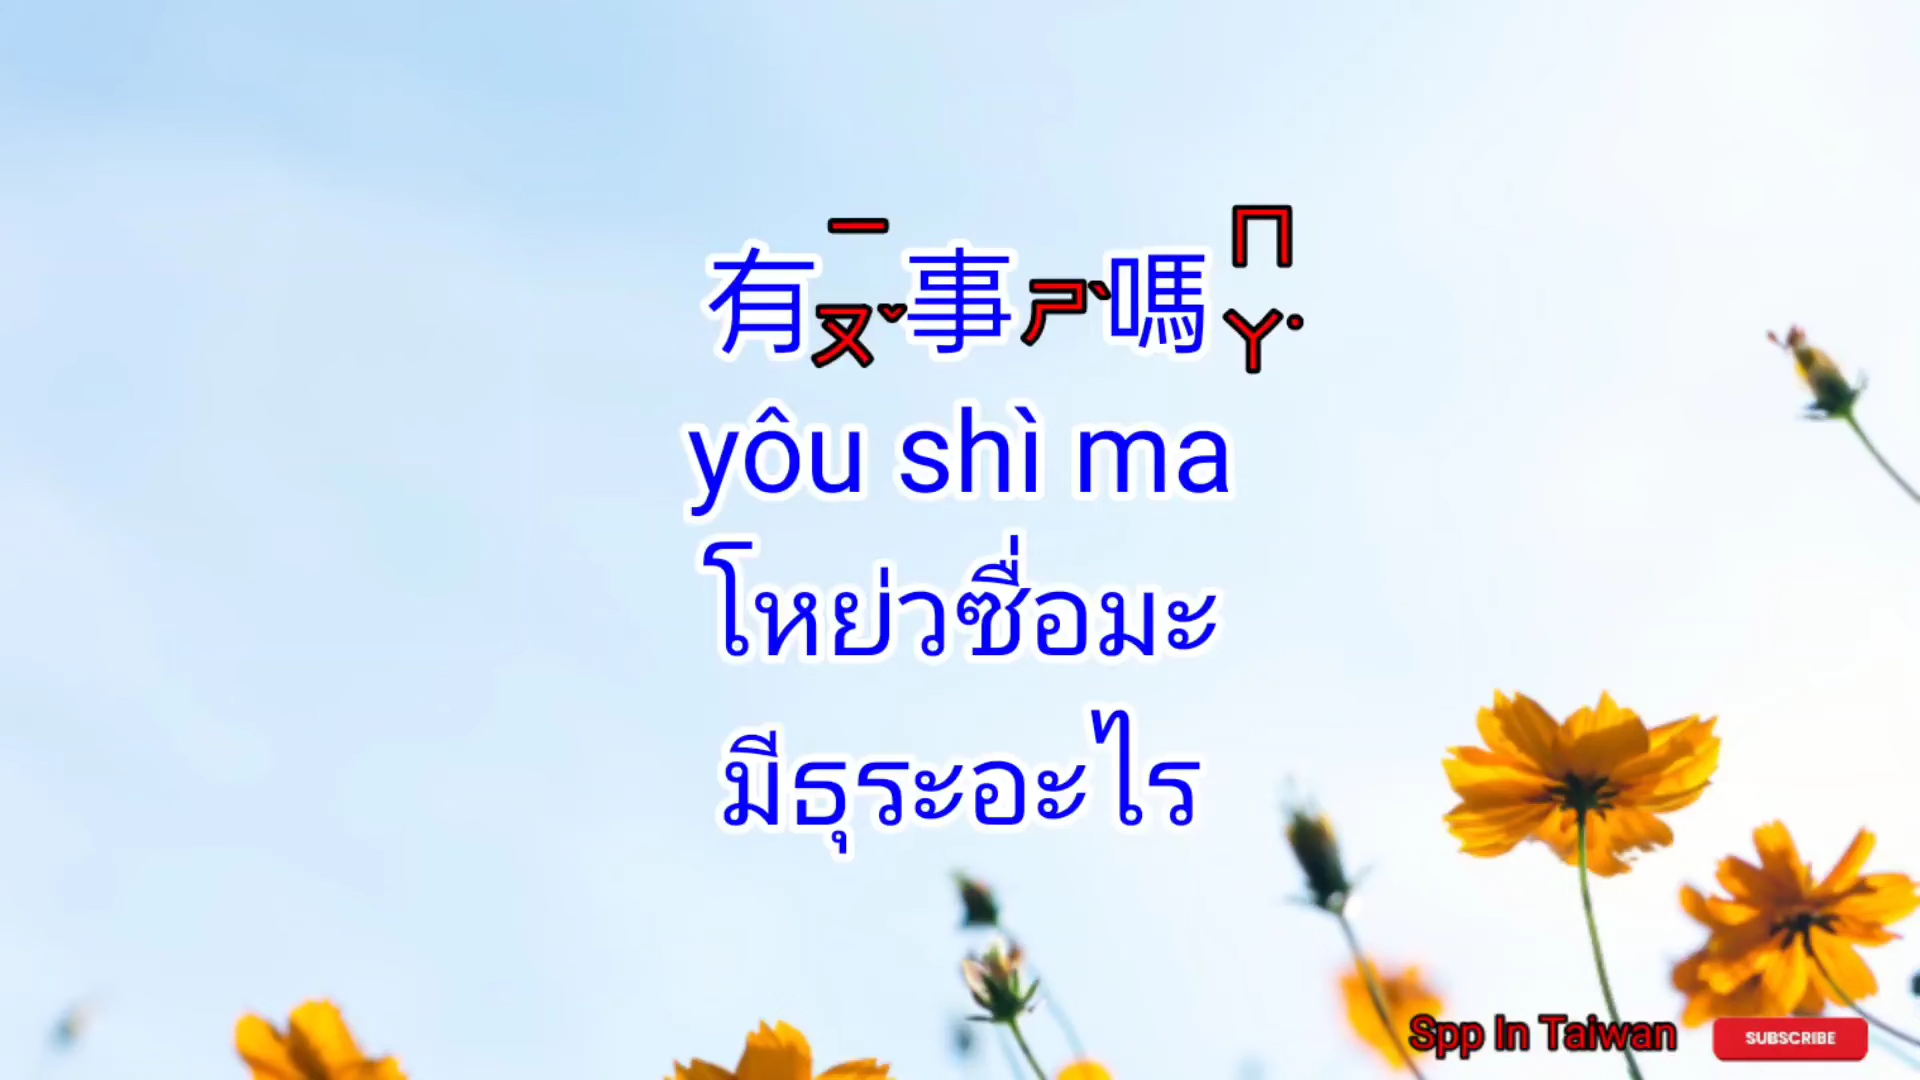 有ㄧㄡˇ事ㄕˋ嗎ㄇㄚ˙
yôu shì ma
โหย่วซื่อมะ
มีธุระอะไร
Spp In Taiwan
SUBSCRIBE